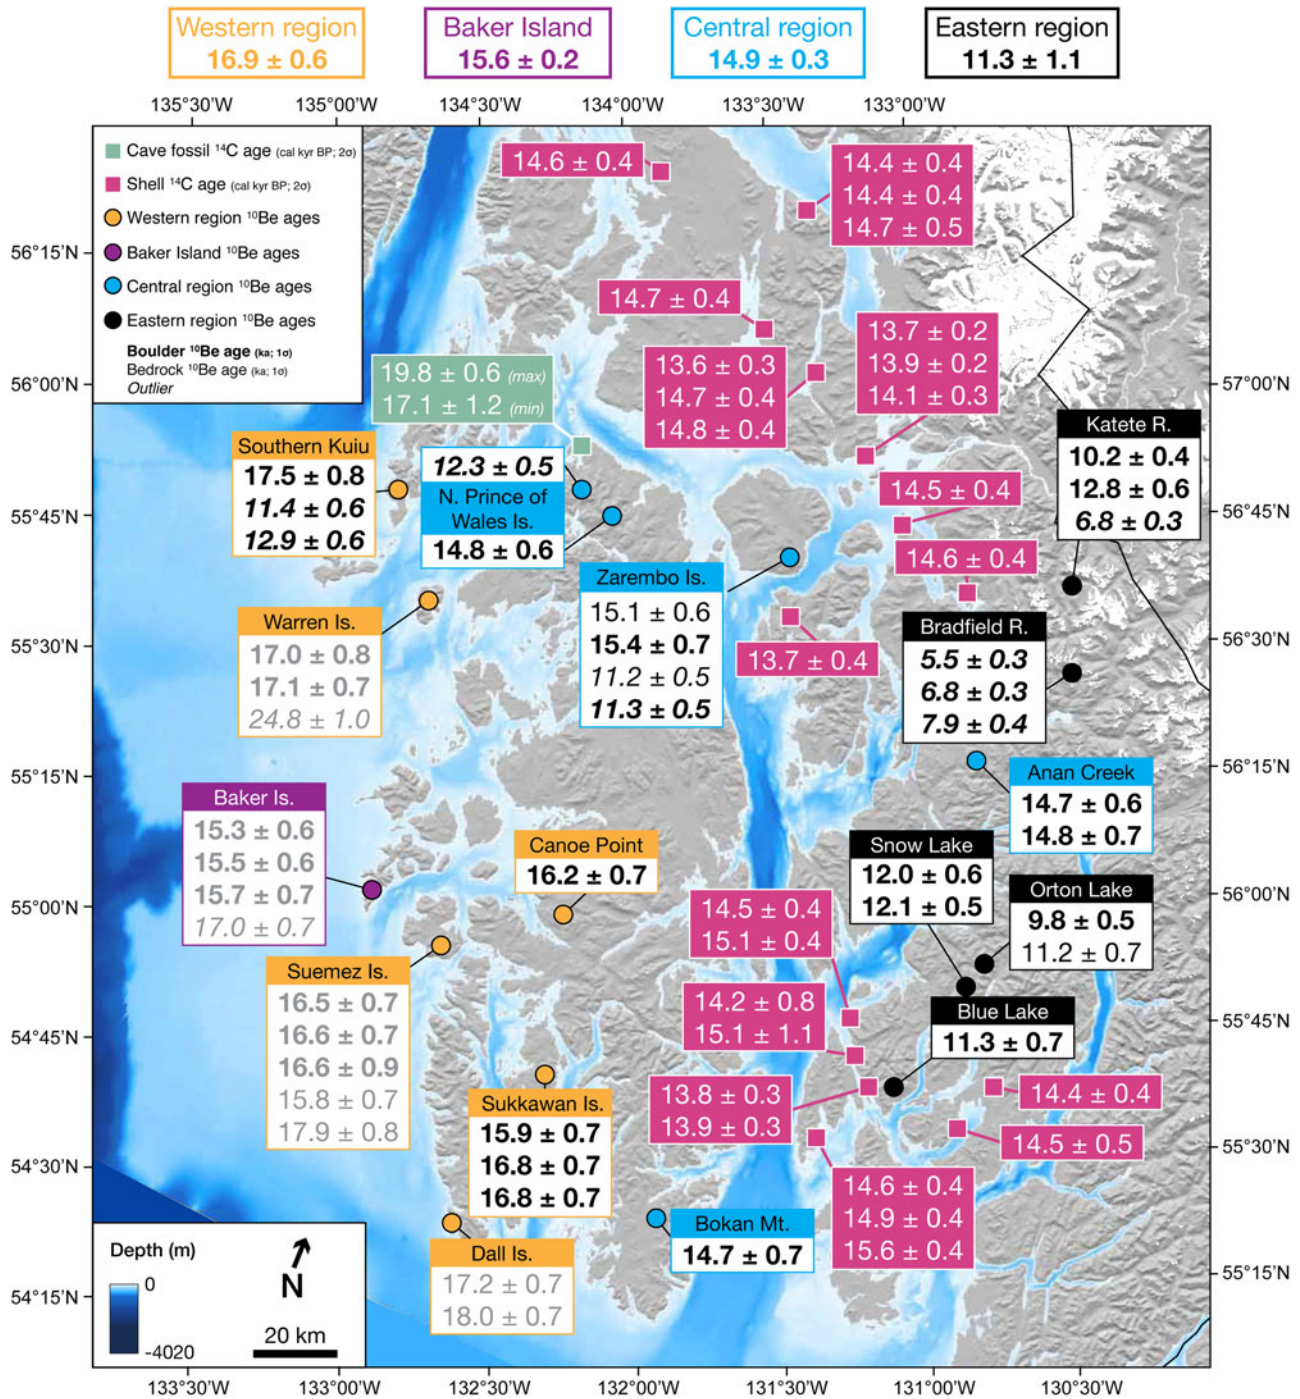 Western region
16.9 ± 0.6
Baker Island
15.6 ± 0.2
Central region
14.9 ± 0.3
Eastern region
11.3 ± 1.1
135°30'W
135°00'W
134°30'W
134°00'W
133°30'W
133°00'W
Cave fossil ¹⁴C age (cal kyr BP; 2σ)
Shell ¹⁴C age (cal kyr BP; 2σ)
Western region ¹⁰Be ages
Baker Island ¹⁰Be ages
Central region ¹⁰Be ages
Eastern region ¹⁰Be ages
Boulder ¹⁰Be age (ka; 1σ)
Bedrock ¹⁰Be age (ka; 1σ)
Outlier
56°15'N
56°00'N
55°45'N
55°30'N
55°15'N
55°00'N
54°45'N
54°30'N
54°15'N
57°00'N
56°45'N
56°30'N
56°15'N
56°00'N
55°45'N
55°30'N
55°15'N
14.6 ± 0.4
14.4 ± 0.4
14.4 ± 0.4
14.7 ± 0.5
14.7 ± 0.4
13.6 ± 0.3
14.7 ± 0.4
14.8 ± 0.4
13.7 ± 0.2
13.9 ± 0.2
14.1 ± 0.3
19.8 ± 0.6 (max)
17.1 ± 1.2 (min)
Katete R.
10.2 ± 0.4
12.8 ± 0.6
6.8 ± 0.3
Southern Kuiu
17.5 ± 0.8
11.4 ± 0.6
12.9 ± 0.6
12.3 ± 0.5
N. Prince of
Wales Is.
14.8 ± 0.6
14.5 ± 0.4
14.6 ± 0.4
Zarembo Is.
15.1 ± 0.6
15.4 ± 0.7
11.2 ± 0.5
11.3 ± 0.5
13.7 ± 0.4
Warren Is.
17.0 ± 0.8
17.1 ± 0.7
24.8 ± 1.0
Bradfield R.
5.5 ± 0.3
6.8 ± 0.3
7.9 ± 0.4
Anan Creek
14.7 ± 0.6
14.8 ± 0.7
Baker Is.
15.3 ± 0.6
15.5 ± 0.6
15.7 ± 0.7
17.0 ± 0.7
Canoe Point
16.2 ± 0.7
Snow Lake
12.0 ± 0.6
12.1 ± 0.5
Orton Lake
9.8 ± 0.5
11.2 ± 0.7
14.5 ± 0.4
15.1 ± 0.4
Suemez Is.
16.5 ± 0.7
16.6 ± 0.7
16.6 ± 0.9
15.8 ± 0.7
17.9 ± 0.8
14.2 ± 0.8
15.1 ± 1.1
Blue Lake
11.3 ± 0.7
13.8 ± 0.3
13.9 ± 0.3
14.4 ± 0.4
14.5 ± 0.5
Sukkawan Is.
15.9 ± 0.7
16.8 ± 0.7
16.8 ± 0.7
14.6 ± 0.4
14.9 ± 0.4
15.6 ± 0.4
Bokan Mt.
14.7 ± 0.7
Dall Is.
17.2 ± 0.7
18.0 ± 0.7
Depth (m)
0
-4020
N
20 km
133°30'W
133°00'W
132°30'W
132°00'W
131°30'W
131°00'W
130°30'W